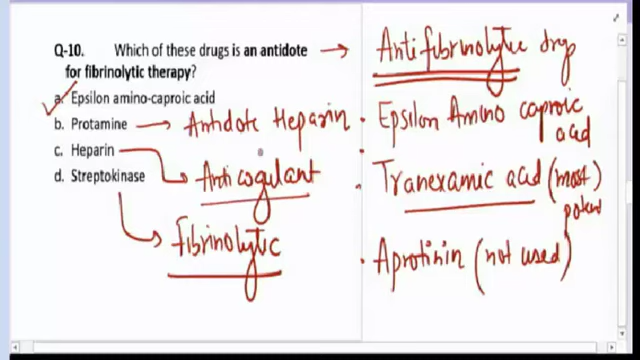 Q-10. Which of these drugs is an antidote
for fibrinolytic therapy?
a. Epsilon amino-caproic acid
b. Protamine
c. Heparin
d. Streptokinase
Antidote Heparin
Anticogulant
fibrinolytic
Antifibrinolytic drug
Epsilon Amino caproic
acid
Tranexamic acid (most)
potent
Aprotinin (not used)